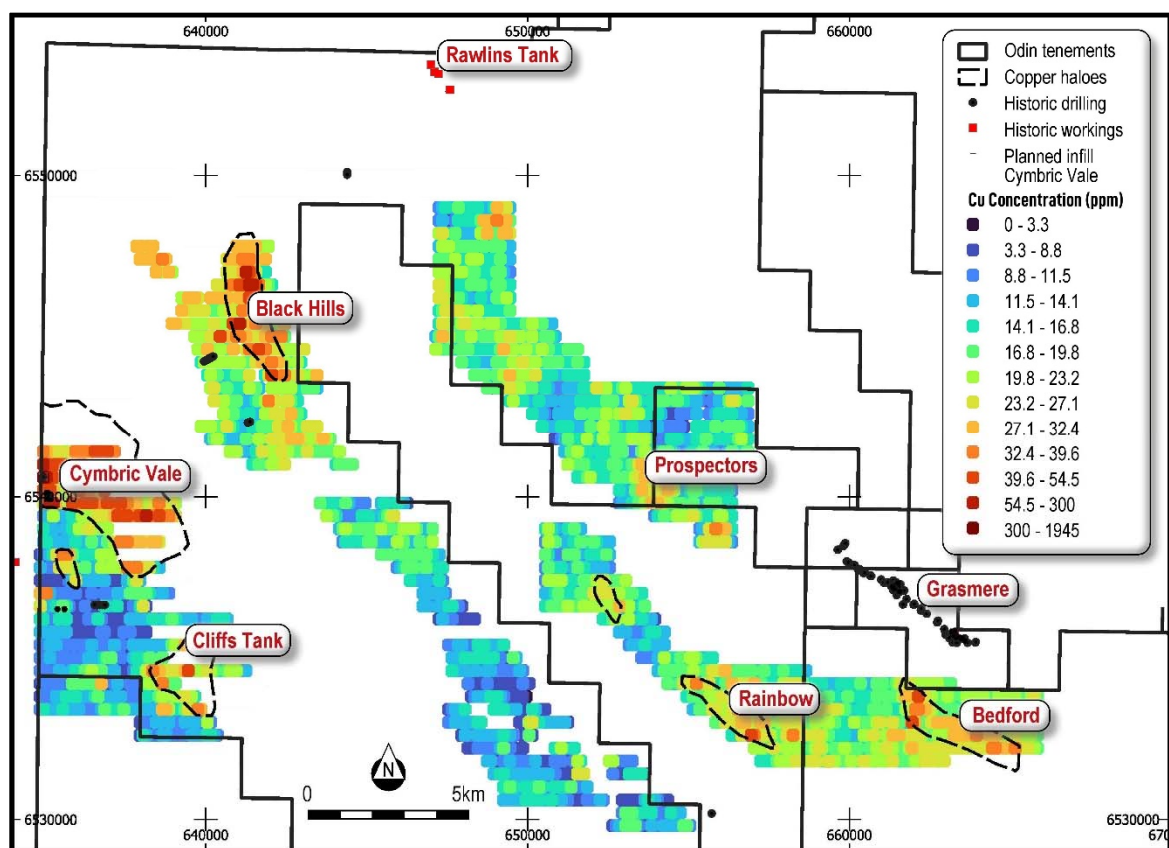 640000
650000
660000
Rawlins Tank
Odin tenements
Copper haloes
Historic drilling
Historic workings
Planned infill
Cymbric Vale
Cu Concentration (ppm)
0 - 3.3
3.3 - 8.8
8.8 - 11.5
11.5 - 14.1
14.1 - 16.8
16.8 - 19.8
19.8 - 23.2
23.2 - 27.1
27.1 - 32.4
32.4 - 39.6
39.6 - 54.5
54.5 - 300
300 - 1945
6550000
Black Hills
Cymbric Vale
Prospectors
Grasmere
Cliffs Tank
Rainbow
Bedford
N
0
5km
6530000
6530000
640000
650000
660000